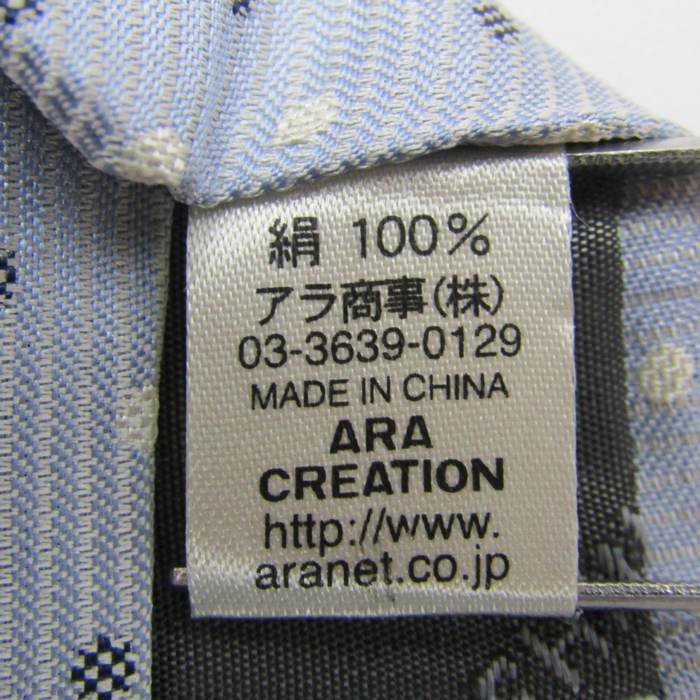 絹 100%
アラ商事(株)
03-3639-0129
MADE IN CHINA
ARA
CREATION
http://www.
aranet.co.jp